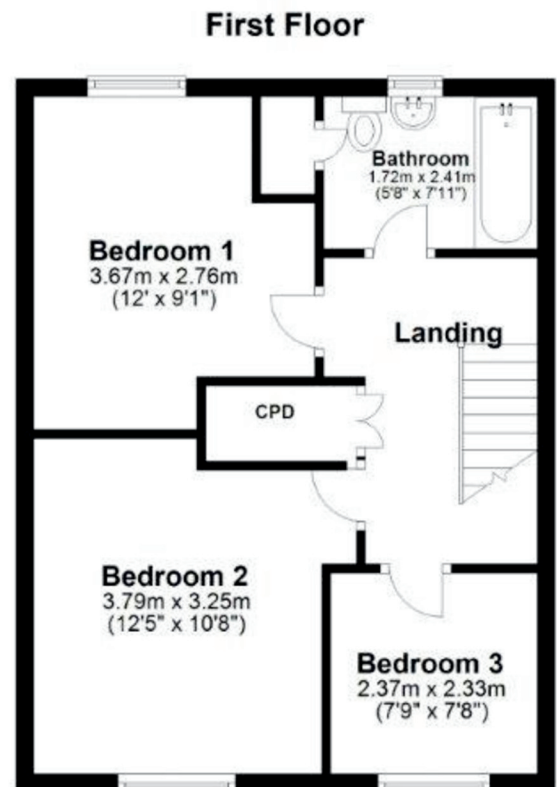 First Floor
Bathroom
1.72m x 2.41m
(5'8" x 7'11")
Bedroom 1
3.67m x 2.76m
(12' x 9'1")
Landing
CPD
Bedroom 2
3.79m x 3.25m
(12'5" x 10'8")
Bedroom 3
2.37m x 2.33m
(7'9" x 7'8")